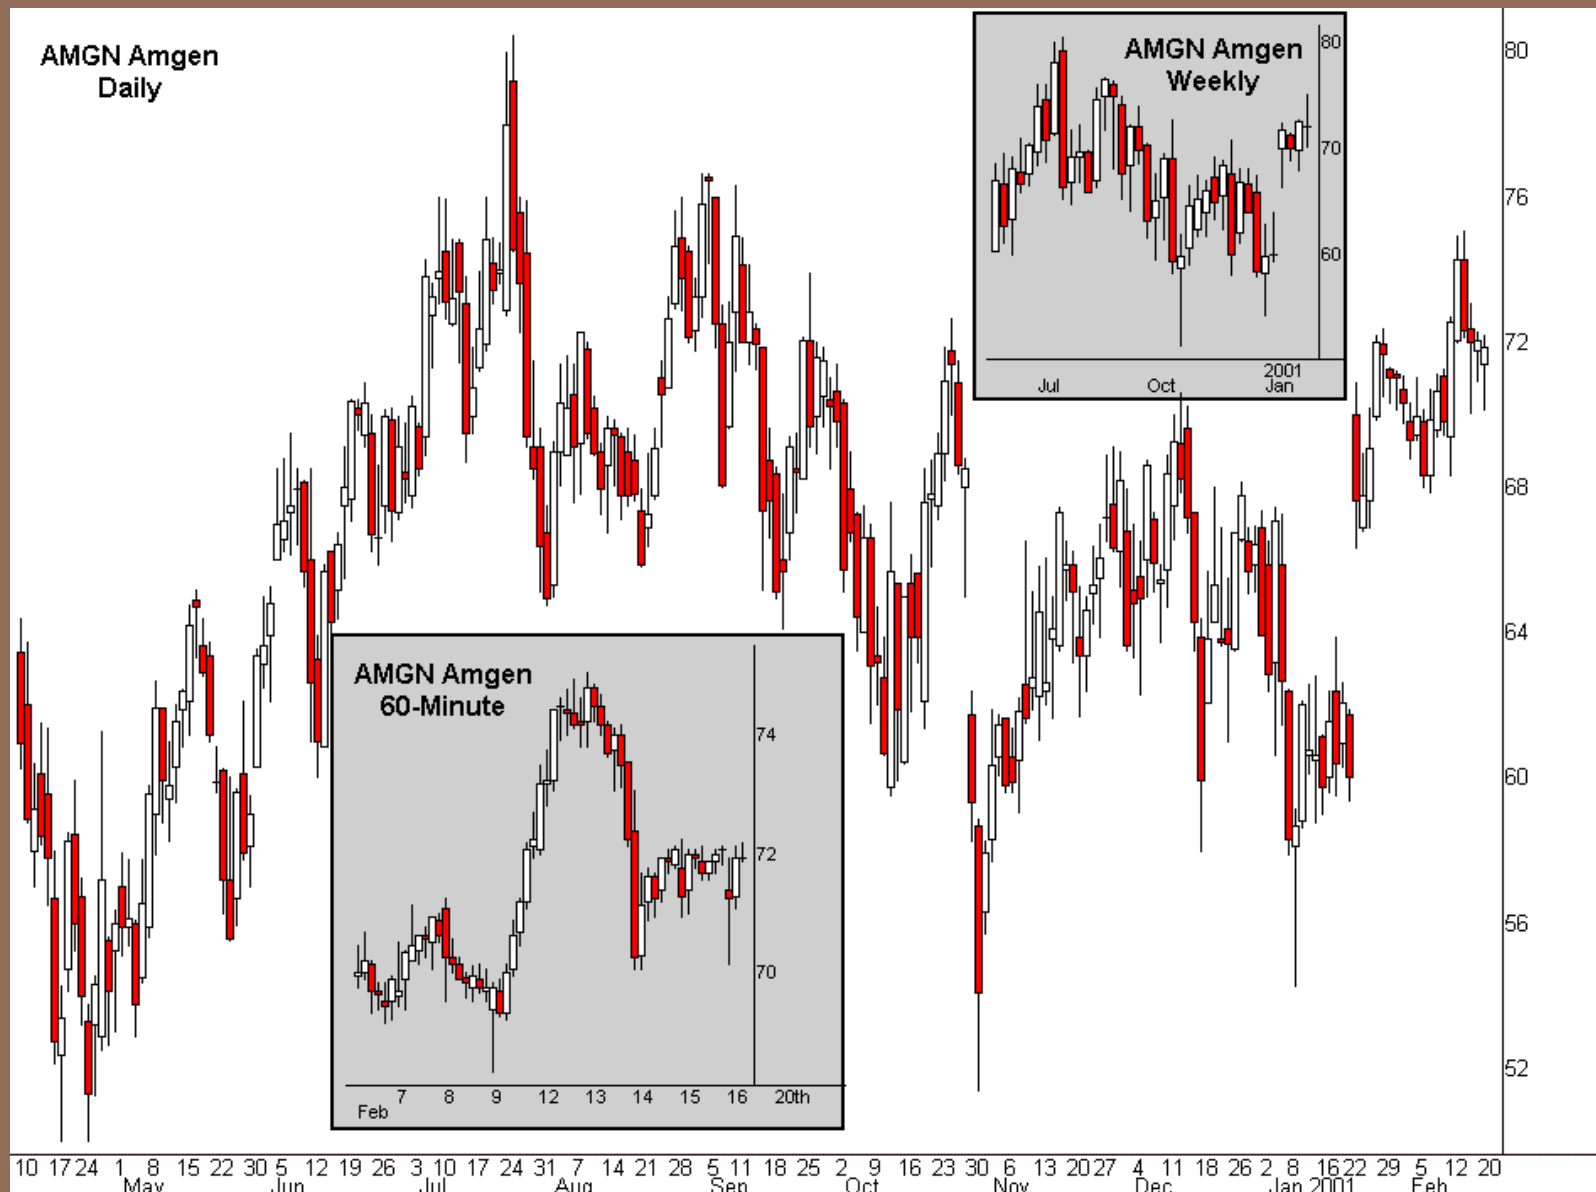 AMGN Amgen
Daily
AMGN Amgen
Weekly
80
70
60
Jul Oct 2001
Jan
80
76
72
68
64
60
56
52
AMGN Amgen
60-Minute
74
72
70
7 8 9 12 13 14 15 16 20th
Feb
10 17 24 1 8 15 22 30 5 12 19 26 3 10 17 24 31 7 14 21 28 5 11 18 25 2 9 16 23 30 6 13 20 27 4 11 18 26 2 8 16 22 29 5 12 20
May Jun Jul Aug Sep Oct Nov Dec Jan 2001 Feb